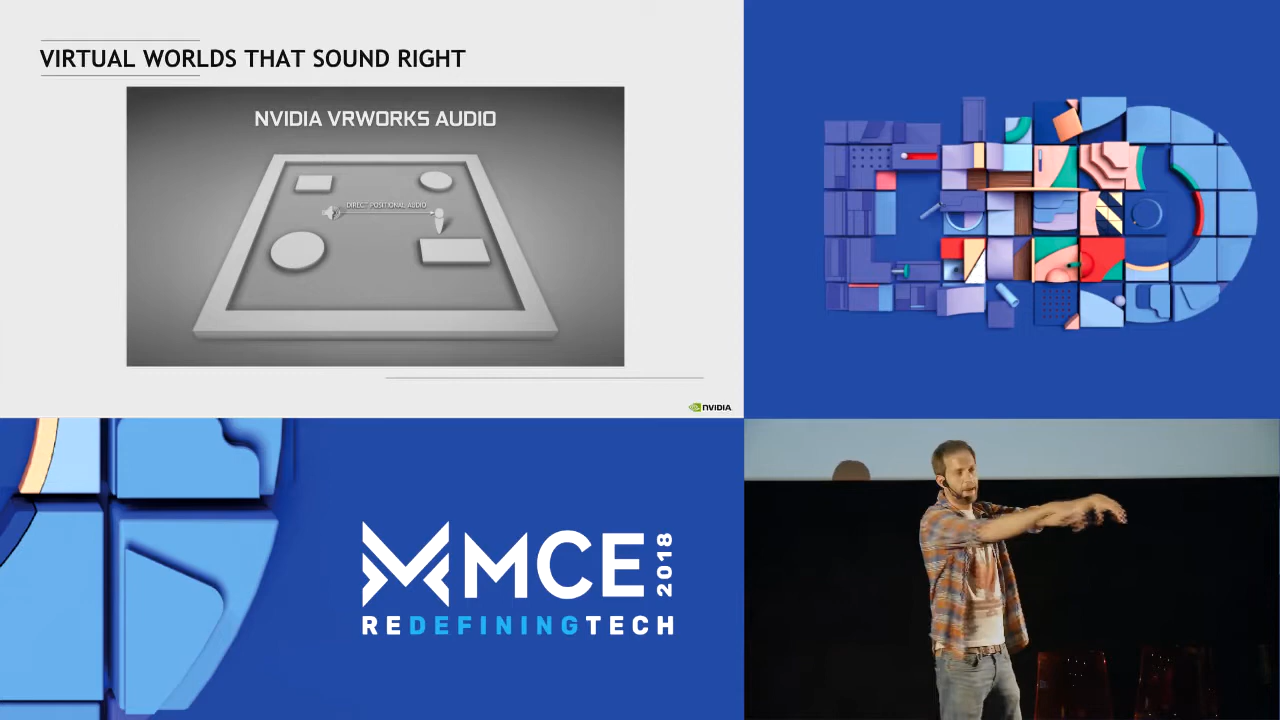 VIRTUAL WORLDS THAT SOUND RIGHT
NVIDIA VRWORKS AUDIO
DIRECT POSITIONAL AUDIO
NVIDIA
MCE
2018
REDEFININGTECH